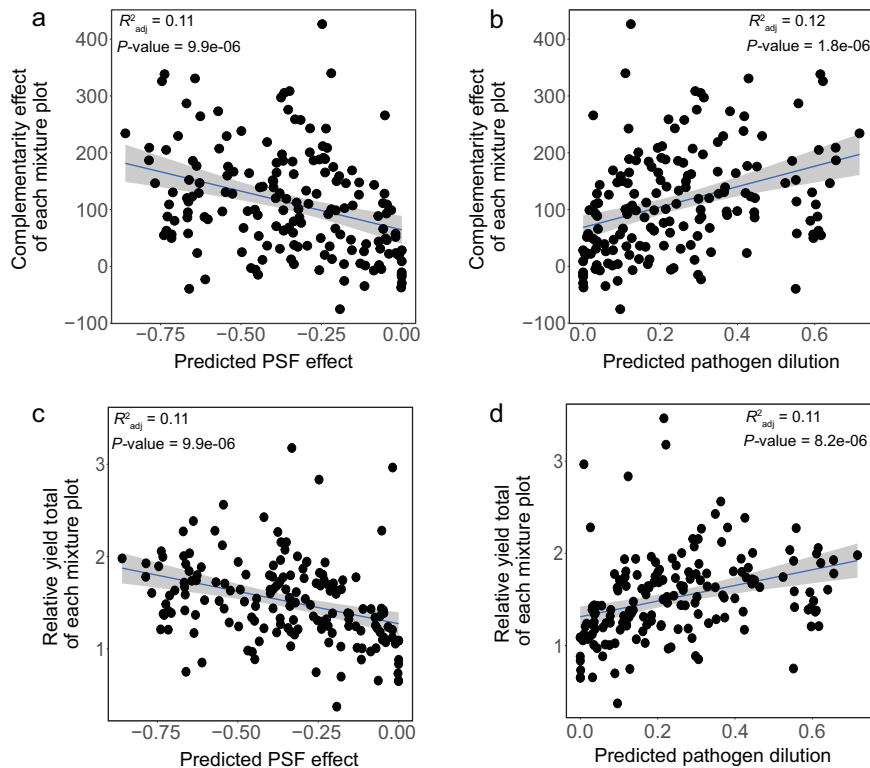 a
R²adj = 0.11
P-value = 9.9e-06
400
300
200
100
0
−100
Complementarity effect
of each mixture plot
−0.75
−0.50
−0.25
0.00
Predicted PSF effect
b
R²adj = 0.12
P-value = 1.8e-06
400
300
200
100
0
−100
Complementarity effect
of each mixture plot
0.0
0.2
0.4
0.6
Predicted pathogen dilution
c
R²adj = 0.11
P-value = 9.9e-06
3
2
1
Relative yield total
of each mixture plot
−0.75
−0.50
−0.25
0.00
Predicted PSF effect
d
R²adj = 0.11
P-value = 8.2e-06
3
2
1
Relative yield total
of each mixture plot
0.0
0.2
0.4
0.6
Predicted pathogen dilution